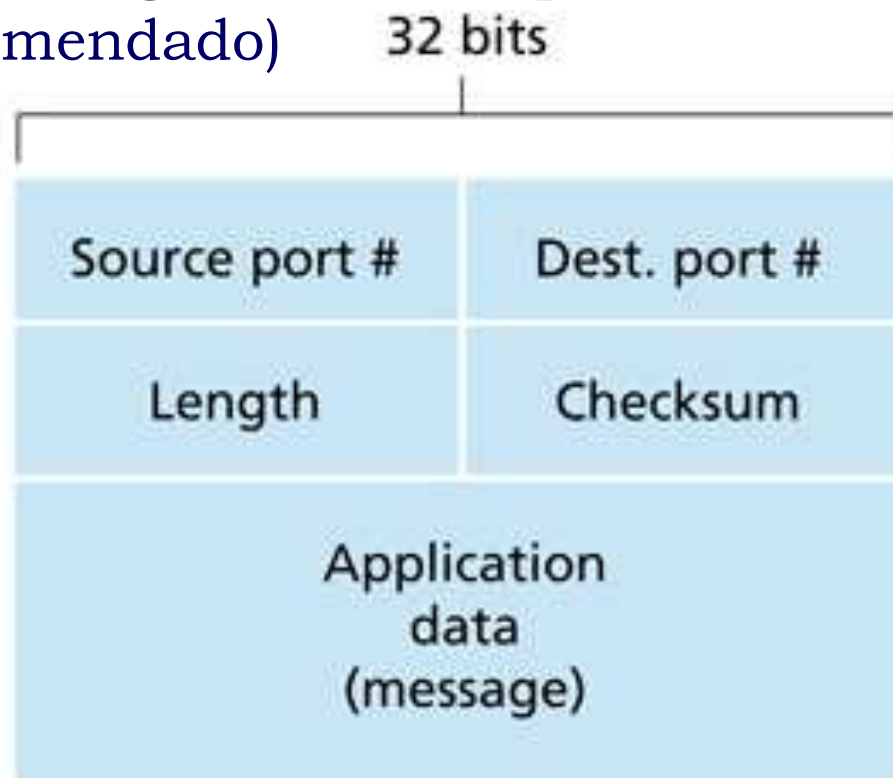 mendado)
32 bits
Source port #
Dest. port #
Length
Checksum
Application
data
(message)